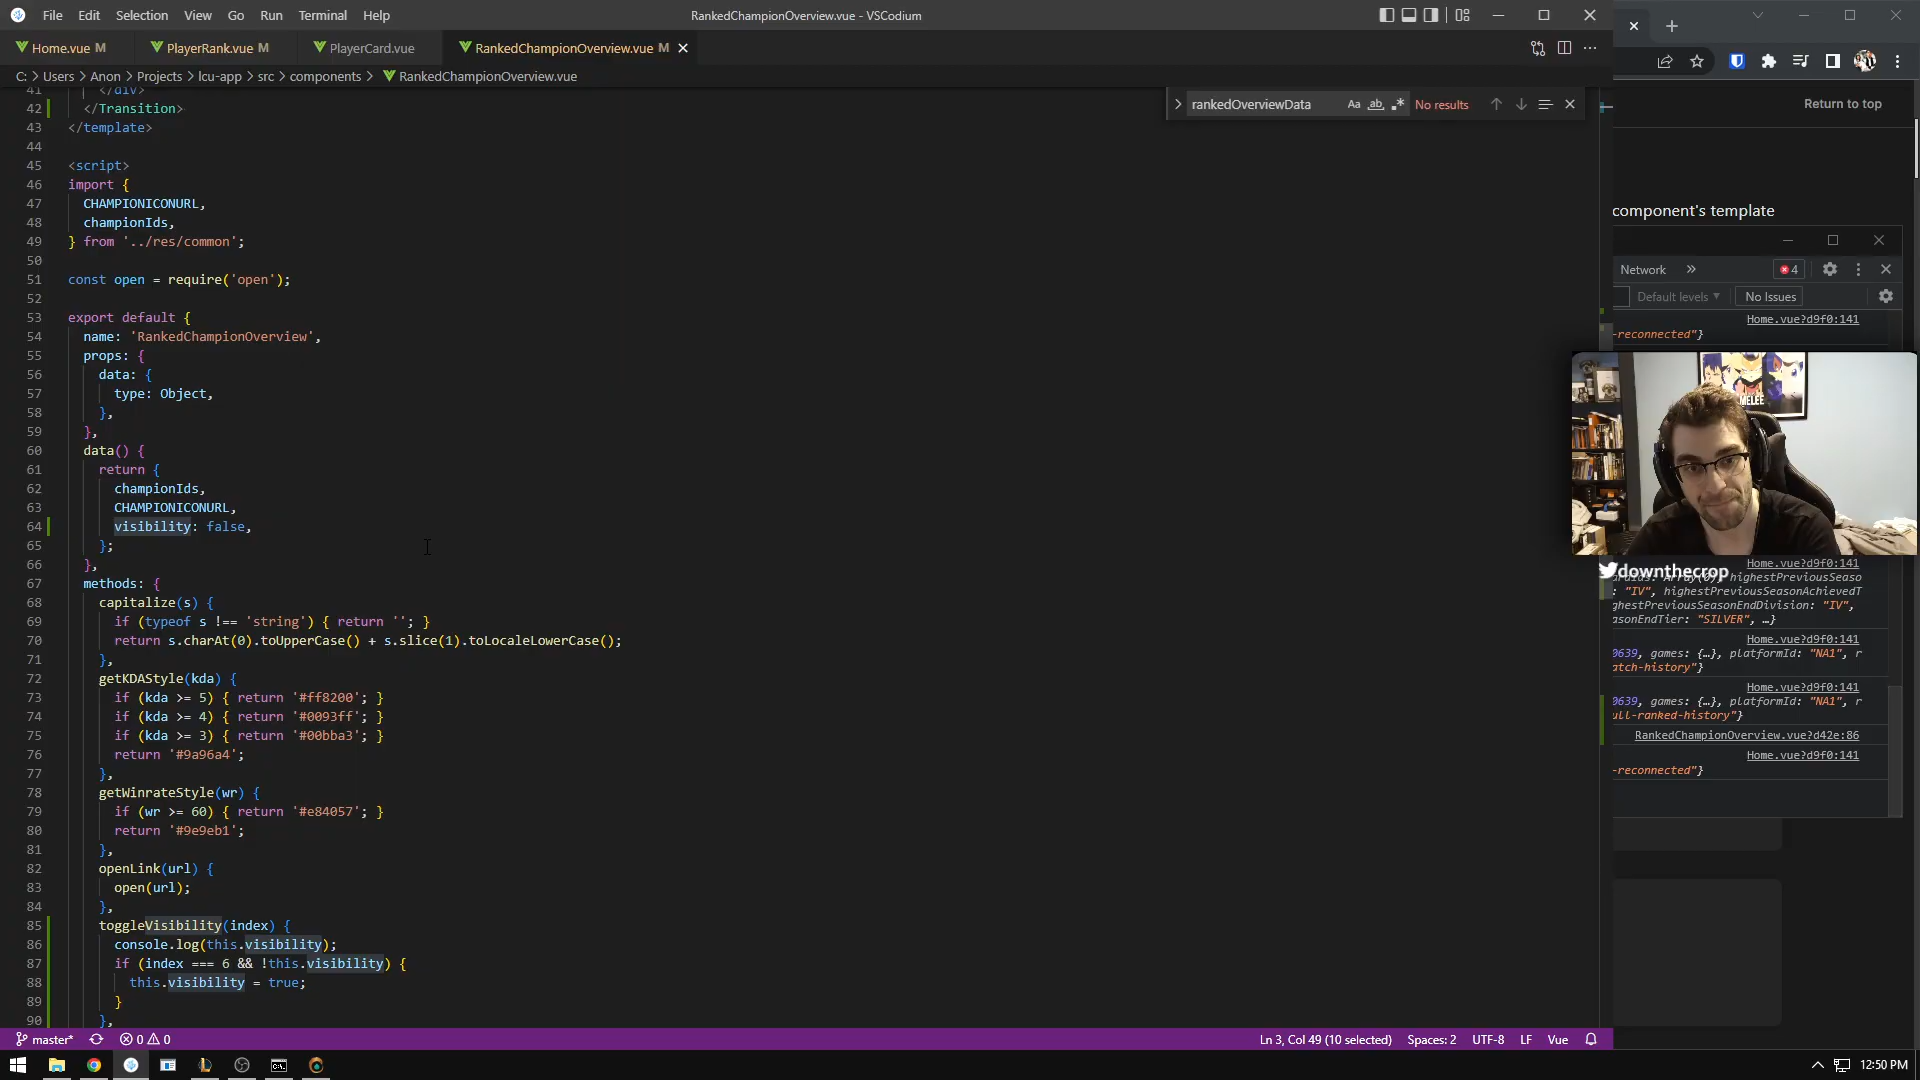 File Edit Selection View Go Run Terminal Help
RankedChampionOverview.vue - VSCodium
Home.vue M
PlayerRank.vue M
PlayerCard.vue
RankedChampionOverview.vue M
C: > Users > Anon > Projects > lcu-app > src > components > RankedChampionOverview.vue
rankedOverviewData
Aa ab .* No results
41 </div>
42 </Transition>
43 </template>
44
45 <script>
46 import {
47 CHAMPIONICONURL,
48 championIds,
49 } from '../res/common';
50
51 const open = require('open');
52
53 export default {
54 name: 'RankedChampionOverview',
55 props: {
56 data: {
57 type: Object,
58 },
59 },
60 data() {
61 return {
62 championIds,
63 CHAMPIONICONURL,
64 visibility: false,
65 };
66 },
67 methods: {
68 capitalize(s) {
69 if (typeof s !== 'string') { return ''; }
70 return s.charAt(0).toUpperCase() + s.slice(1).toLocaleLowerCase();
71 },
72 getKDAStyle(kda) {
73 if (kda >= 5) { return '#ff8200'; }
74 if (kda >= 4) { return '#0093ff'; }
75 if (kda >= 3) { return '#00bba3'; }
76 return '#9a96a4';
77 },
78 getWinrateStyle(wr) {
79 if (wr >= 60) { return '#e84057'; }
80 return '#9e9eb1';
81 },
82 openLink(url) {
83 open(url);
84 },
85 toggleVisibility(index) {
86 console.log(this.visibility);
87 if (index === 6 && !this.visibility) {
88 this.visibility = true;
89 }
90 },
master*
0 0
Ln 3, Col 49 (10 selected) Spaces: 2 UTF-8 LF Vue
Return to top
component's template
Network » 4
Default levels
No Issues
Home.vue?d9f0:141
-reconnected"}
MELEE
downthecrop
Home.vue?d9f0:141
highestPreviousSeaso
: "IV", highestPreviousSeasonAchievedT
ghestPreviousSeasonEndDivision: "IV",
asonEndTier: "SILVER", …}
Home.vue?d9f0:141
0639, games: {…}, platformId: "NA1", r
atch-history"}
Home.vue?d9f0:141
0639, games: {…}, platformId: "NA1", r
ull-ranked-history"}
RankedChampionOverview.vue?d42e:86
Home.vue?d9f0:141
-reconnected"}
12:50 PM